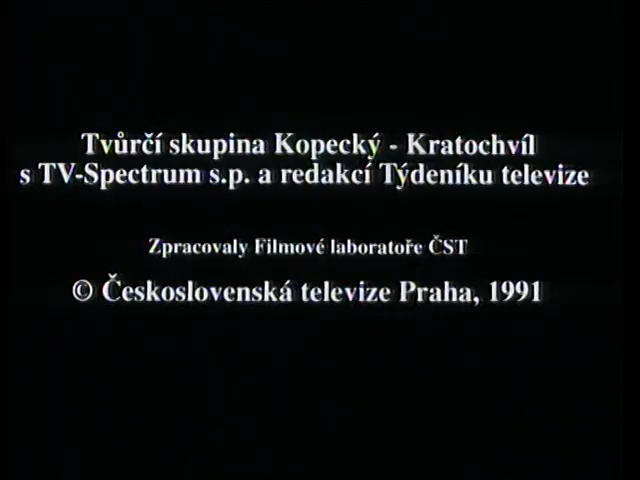 Tvůrčí skupina Kopecký - Kratochvíl
s TV-Spectrum s.p. a redakcí Týdeníku televize
Zpracovaly Filmové laboratoře ČST
© Československá televize Praha, 1991